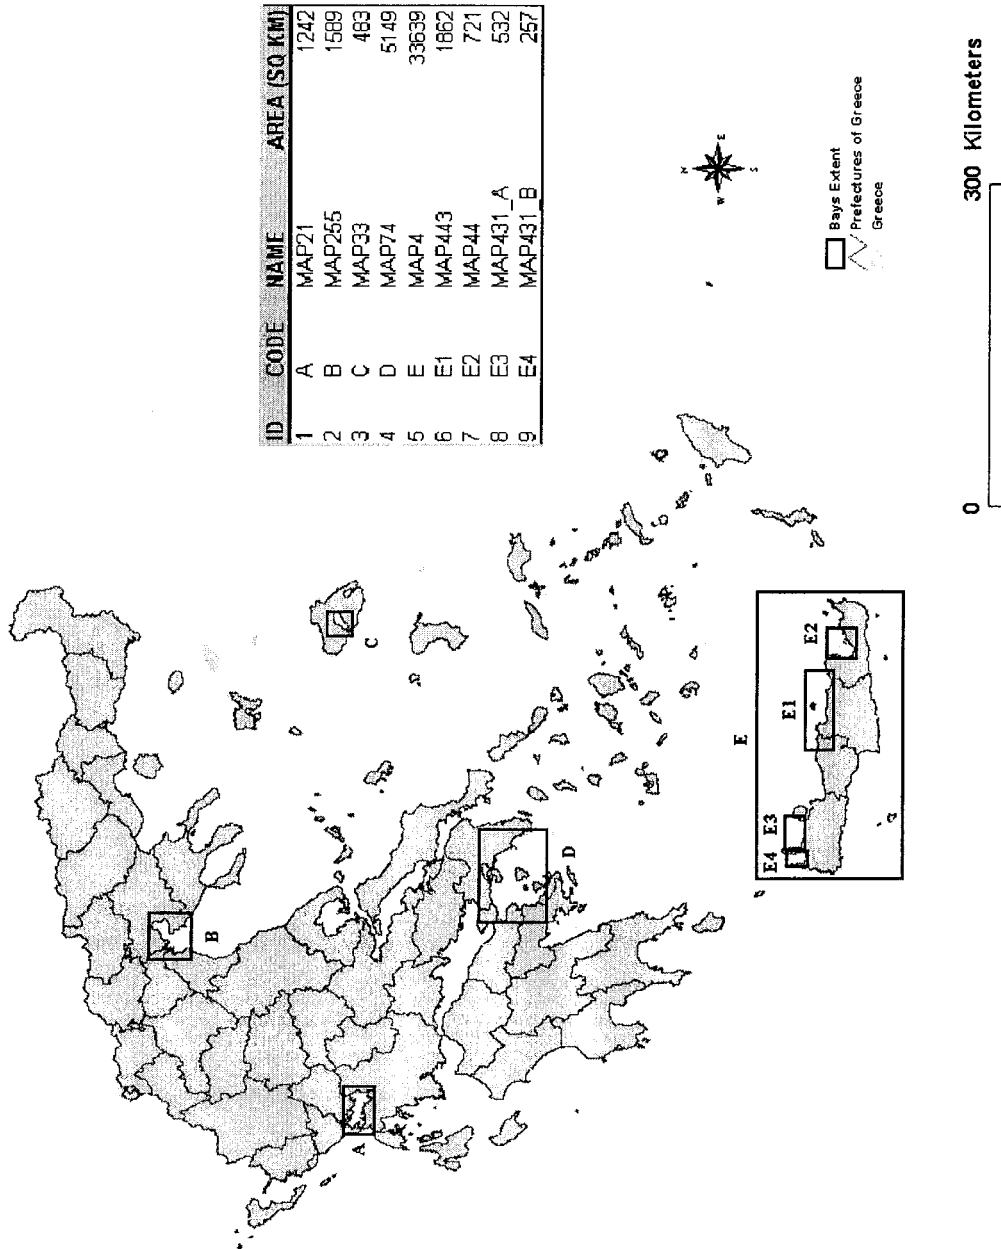 ID CODE NAME AREA (SQ KM)
1 A MAP21 1242
2 B MAP255 1589
3 C MAP33 483
4 D MAP74 5149
5 E MAP4 33639
6 E1 MAP443 1862
7 E2 MAP44 721
8 E3 MAP431_A 532
9 E4 MAP431_B 257
N
W E
S
Bays Extent
Prefectures of Greece
Greece
0 300 Kilometers
A
B
C
D
E
E1
E2
E3
E4